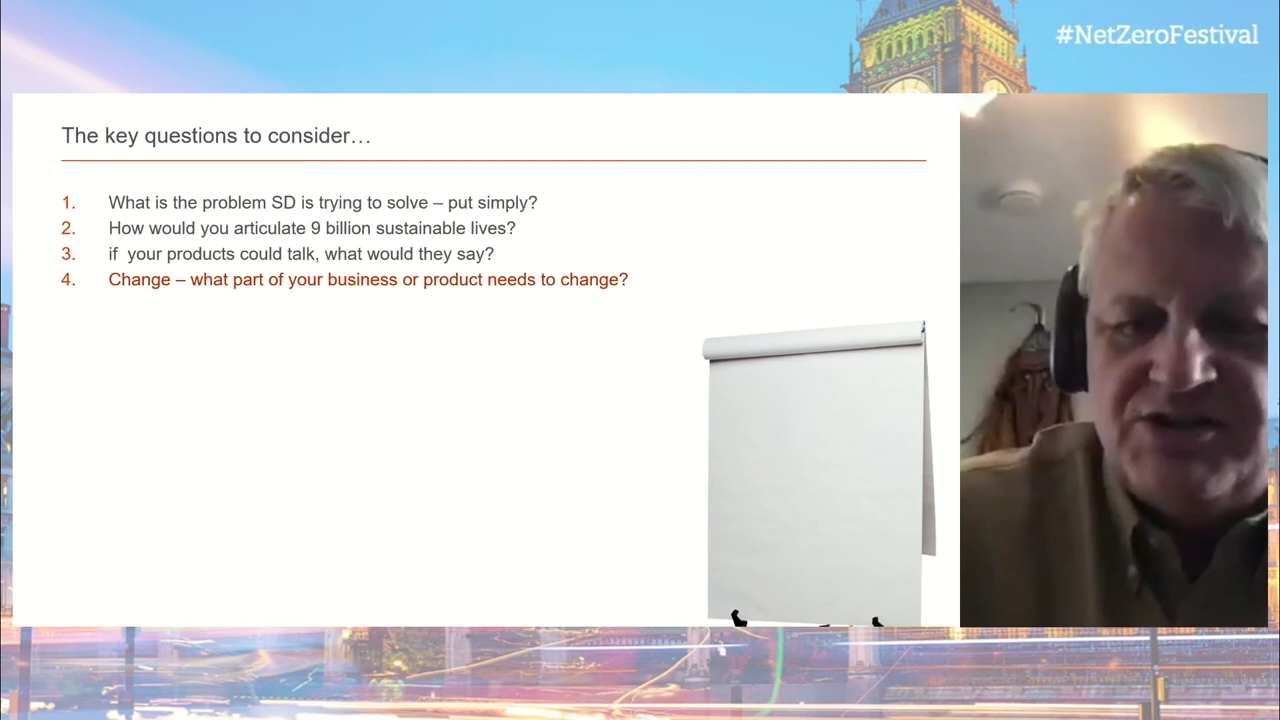 #NetZeroFestival
The key questions to consider…
1. What is the problem SD is trying to solve – put simply?
2. How would you articulate 9 billion sustainable lives?
3. if  your products could talk, what would they say?
4. Change – what part of your business or product needs to change?